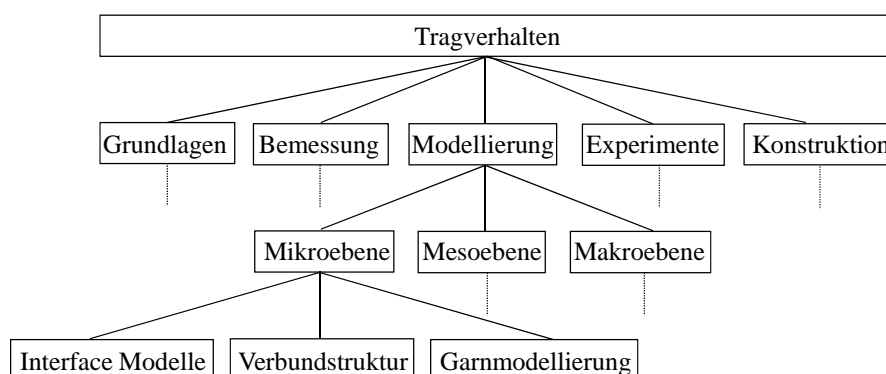 Tragverhalten
Grundlagen Bemessung Modellierung Experimente Konstruktion
Mikroebene Mesoebene Makroebene
Interface Modelle Verbundstruktur Garnmodellierung